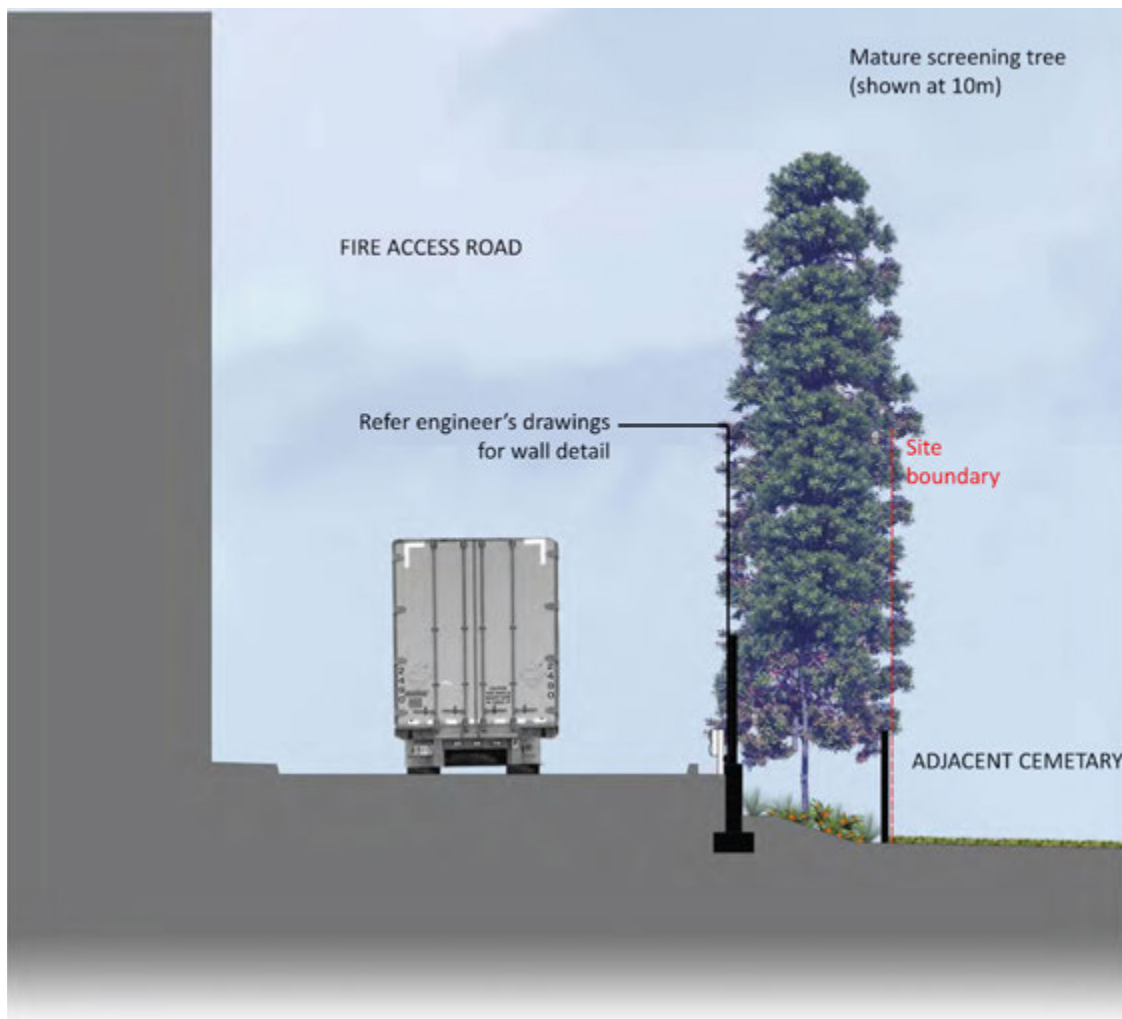 Mature screening tree
(shown at 10m)
FIRE ACCESS ROAD
Refer engineer's drawings
for wall detail
Site
boundary
ADJACENT CEMETARY